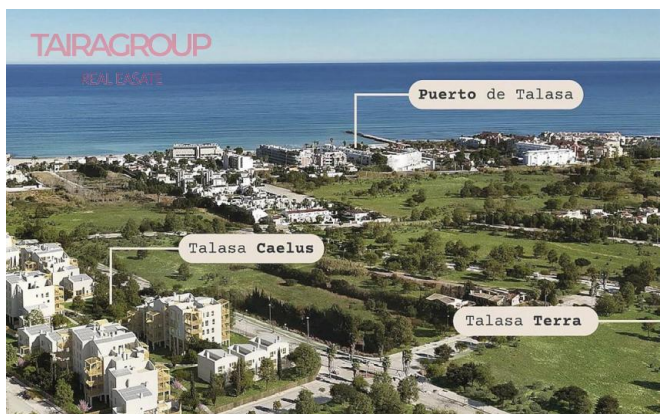 TAIRAGROUP
REAL EASATE
Puerto de Talasa
Talasa Caelus
Talasa Terra